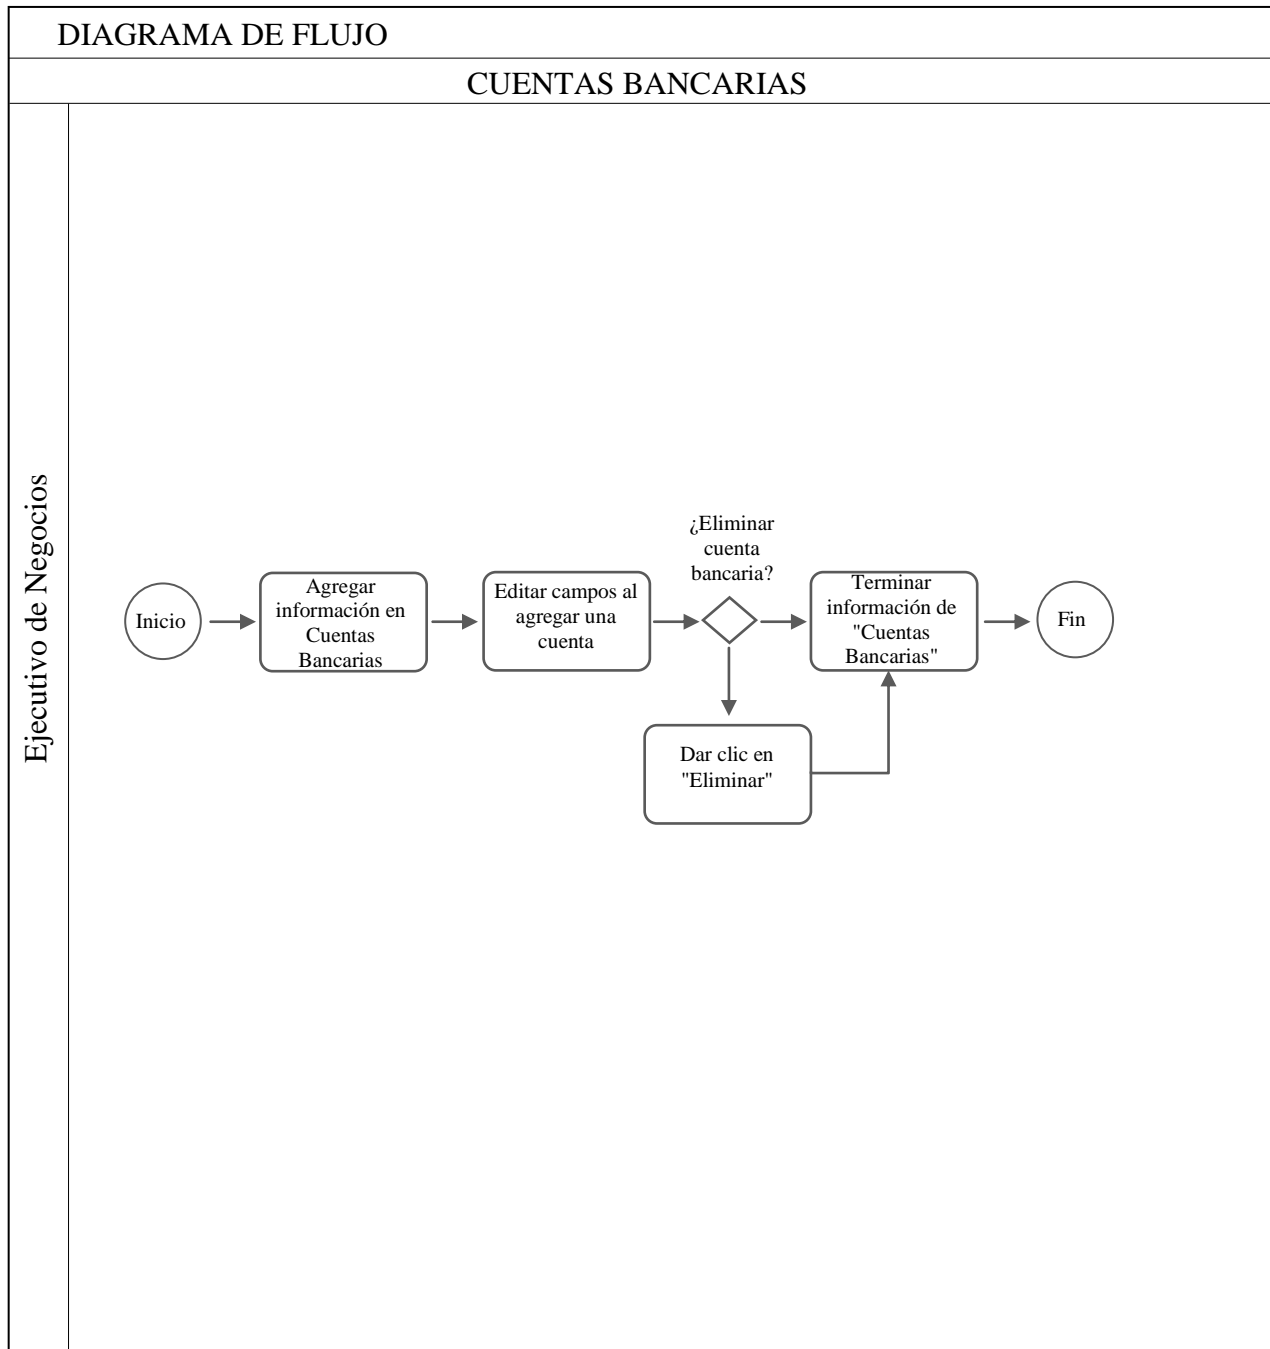 DIAGRAMA DE FLUJO
CUENTAS BANCARIAS
Ejecutivo de Negocios
Inicio
Agregar
información en
Cuentas
Bancarias
Editar campos al
agregar una
cuenta
¿Eliminar
cuenta
bancaria?
Terminar
información de
"Cuentas
Bancarias"
Fin
Dar clic en
"Eliminar"